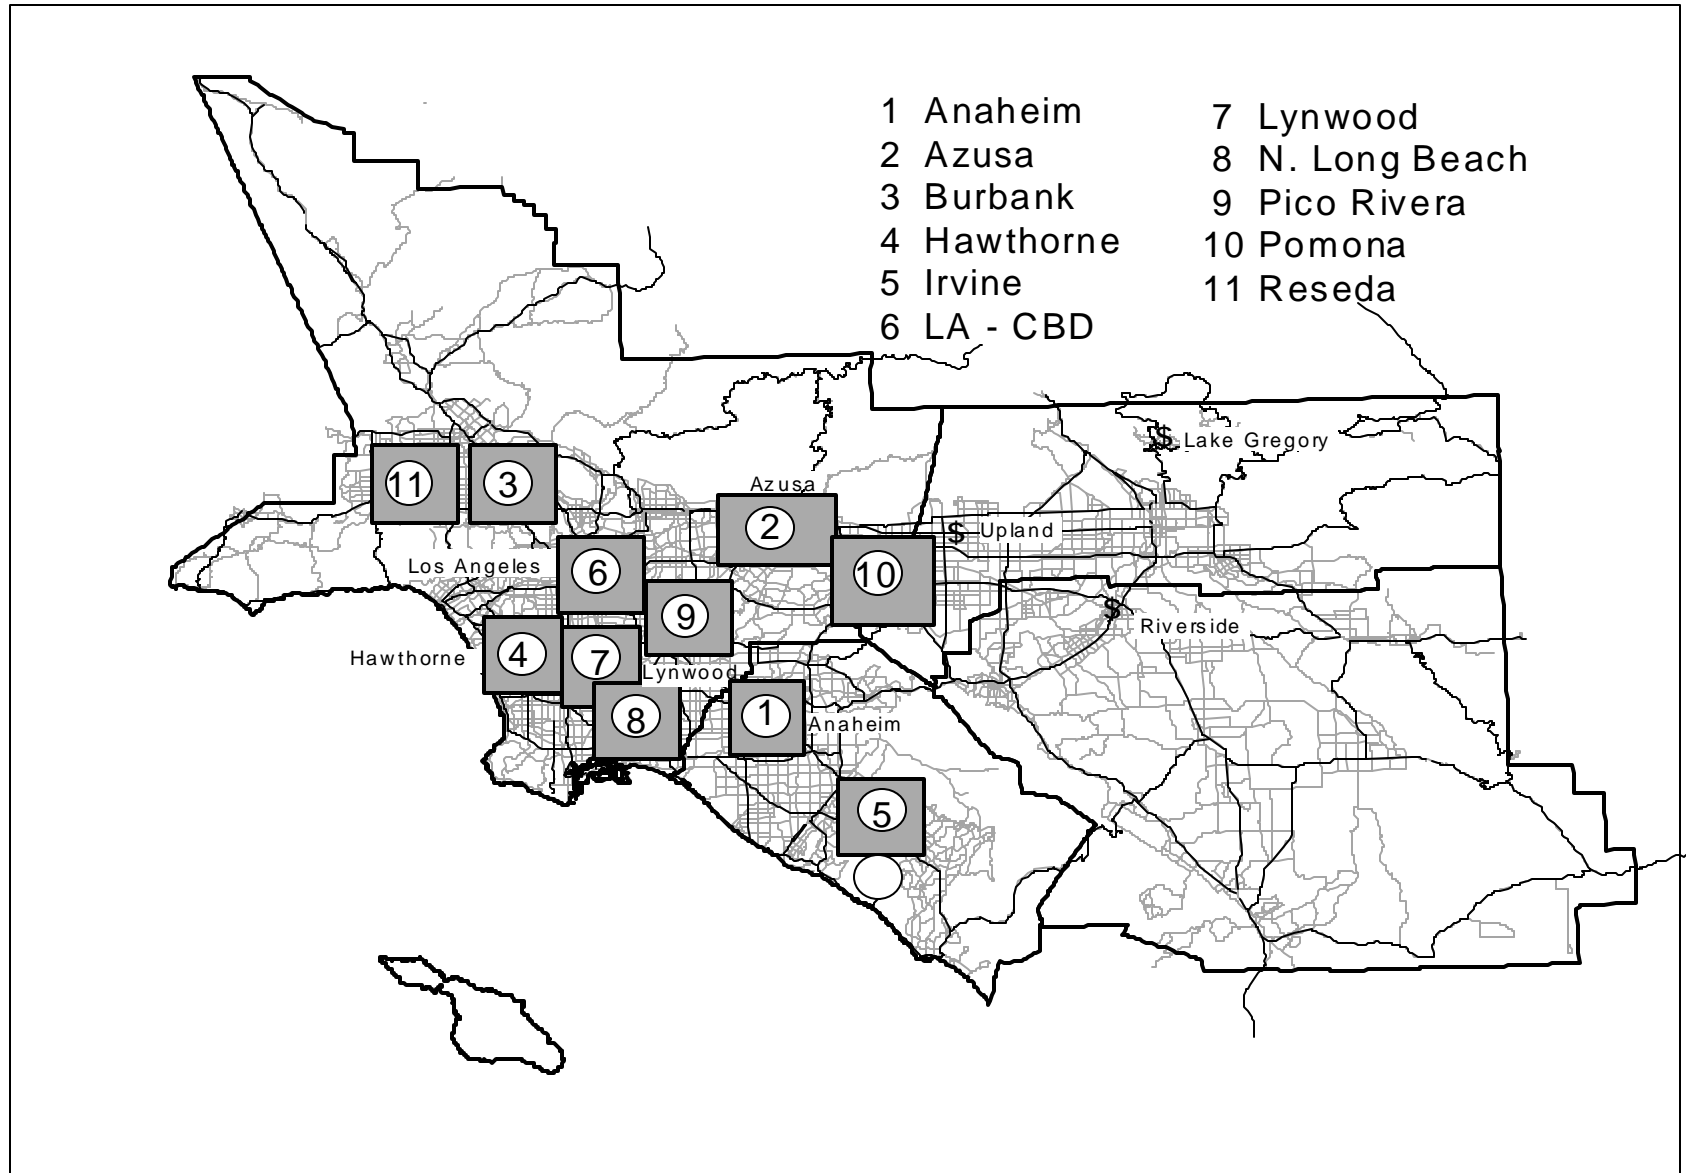 1 Anaheim
2 Azusa
3 Burbank
4 Hawthorne
5 Irvine
6 LA - CBD
7 Lynwood
8 N. Long Beach
9 Pico Rivera
10 Pomona
11 Reseda
$ Lake Gregory
11
3
Azusa
2
$ Upland
Los Angeles
6
10
9
$
Riverside
Hawthorne
4
7
Lynwood
8
1
Anaheim
5